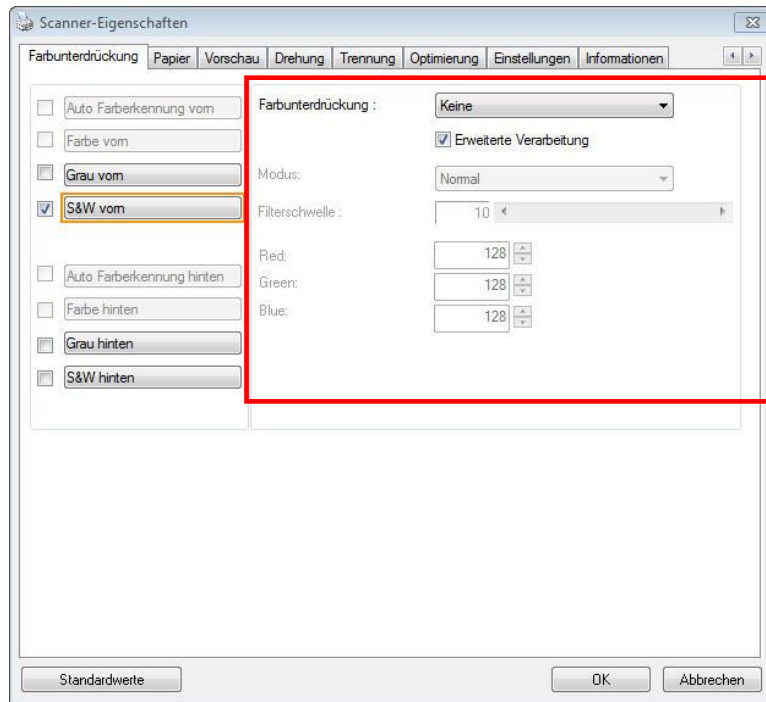 Scanner-Eigenschaften
Farbunterdrückung Papier Vorschau Drehung Trennung Optimierung Einstellungen Informationen
Auto Farberkennung vorn
Farbe vorn
Grau vorn
S&W vorn
Auto Farberkennung hinten
Farbe hinten
Grau hinten
S&W hinten
Farbunterdrückung : Keine
Erweiterte Verarbeitung
Modus: Normal
Filterschwelle : 10
Red: 128
Green: 128
Blue: 128
Standardwerte OK Abbrechen